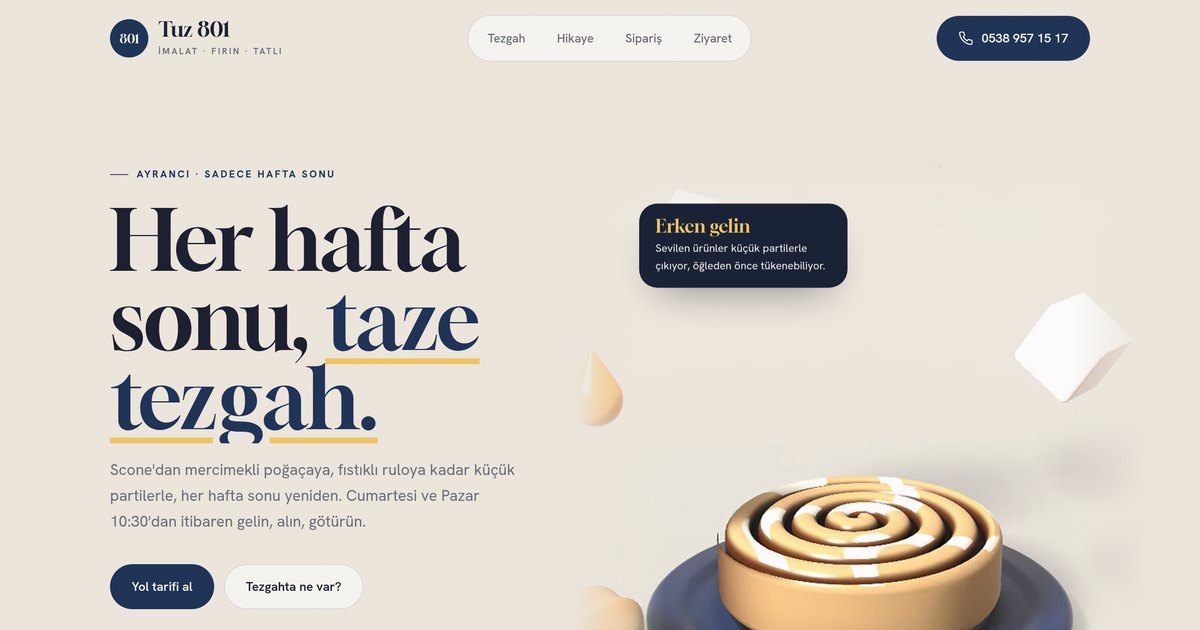 801
Tuz 801
İMALAT · FIRIN · TATLI
Tezgah
Hikaye
Sipariş
Ziyaret
0538 957 15 17
AYRANCI · SADECE HAFTA SONU
Her hafta
sonu, taze
tezgah.
Scone'dan mercimekli poğaçaya, fıstıklı ruloya kadar küçük
partilerle, her hafta sonu yeniden. Cumartesi ve Pazar
10:30'dan itibaren gelin, alın, götürün.
Yol tarifi al
Tezgahta ne var?
Erken gelin
Sevilen ürünler küçük partilerle
çıkıyor, öğleden önce tükenebiliyor.